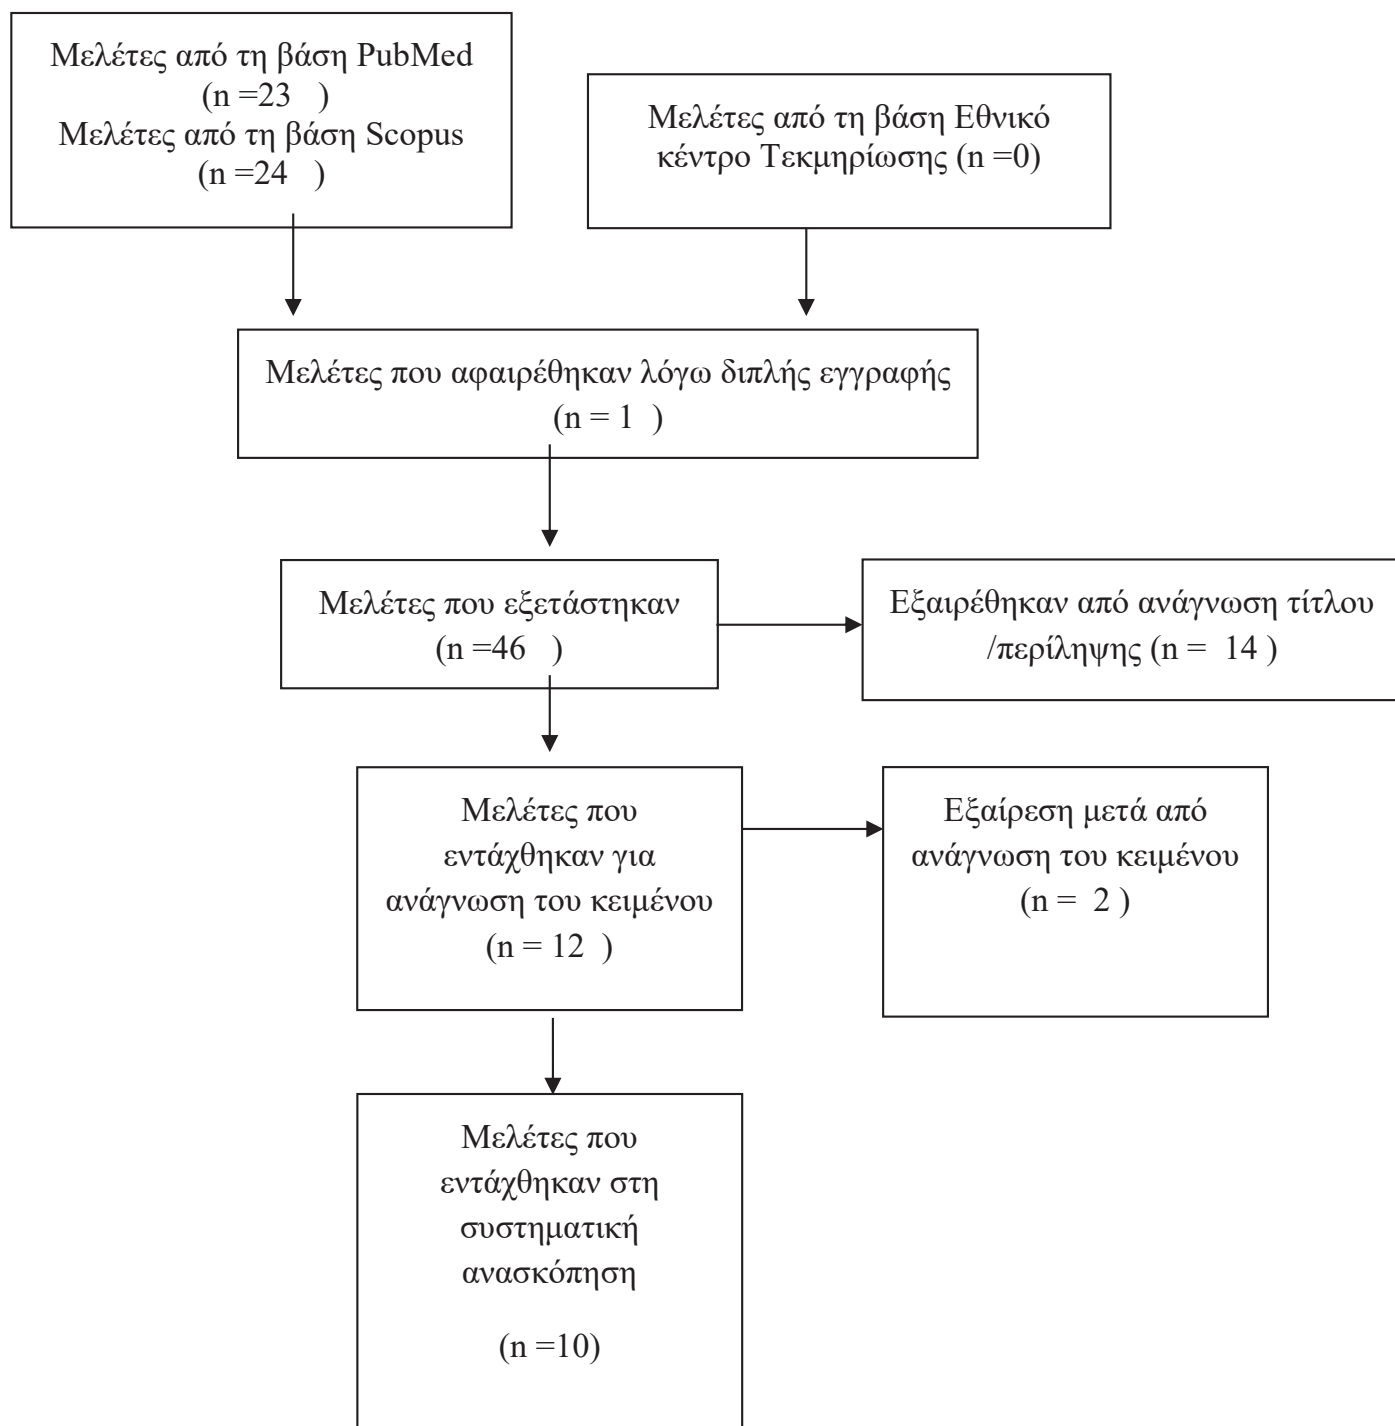 Μελέτες από τη βάση PubMed
(n =23 )
Μελέτες από τη βάση Scopus
(n =24 )
Μελέτες από τη βάση Εθνικό
κέντρο Τεκμηρίωσης (n =0)
Μελέτες που αφαιρέθηκαν λόγω διπλής εγγραφής
(n = 1 )
Μελέτες που εξετάστηκαν
(n =46 )
Εξαιρέθηκαν από ανάγνωση τίτλου
/περίληψης (n = 14 )
Μελέτες που
εντάχθηκαν για
ανάγνωση του κειμένου
(n = 12 )
Εξαίρεση μετά από
ανάγνωση του κειμένου
(n = 2 )
Μελέτες που
εντάχθηκαν στη
συστηματική
ανασκόπηση
(n =10)